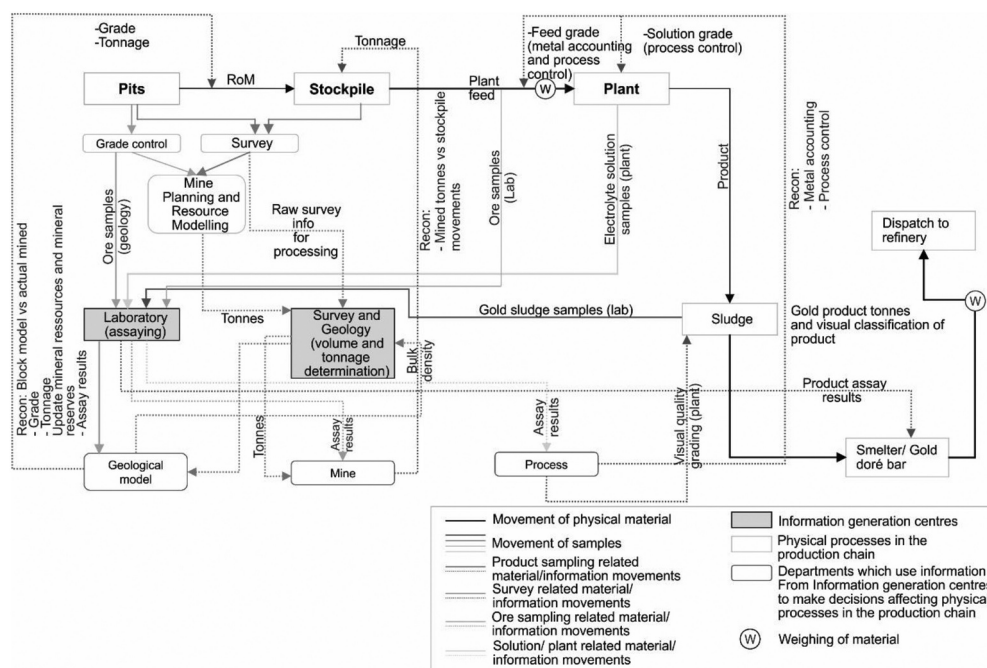 -Grade
-Tonnage
Tonnage
-Feed grade
(metal accounting
and process
control)
-Solution grade
(process control)
RoM
Plant
feed
W
Pits
Stockpile
Plant
Grade control
Survey
Mine
Planning and
Resource
Modelling
Ore samples
(geology)
Raw survey
info
for
processing
Recon:
- Mined tonnes vs stockpile
movements
Ore samples
(Lab)
Electrolyte solution
samples (plant)
Product
Recon:
- Metal accounting
- Process control
Dispatch to
refinery
W
Laboratory
(assaying)
Tonnes
Survey and
Geology
(volume and
tonnage
determination)
Bulk
density
Gold sludge samples (lab)
Sludge
Gold product tonnes
and visual classification of
product
Recon: Block model vs actual mined
- Grade
- Tonnage
Update mineral ressources and mineral
reserves
- Assay results
Tonnes
Assay
results
Assay
results
Visual quality
grading (plant)
Product assay
results
Geological
model
Mine
Process
Smelter/ Gold
doré bar
Movement of physical material
Movement of samples
Product sampling related
material/information movements
Survey related material/
information movements
Ore sampling related material/
information movements
Solution/ plant related material/
information movements
Information generation centres
Physical processes in the
production chain
Departments which use information
From Information generation centres
to make decisions affecting physical
processes in the production chain
W
Weighing of material